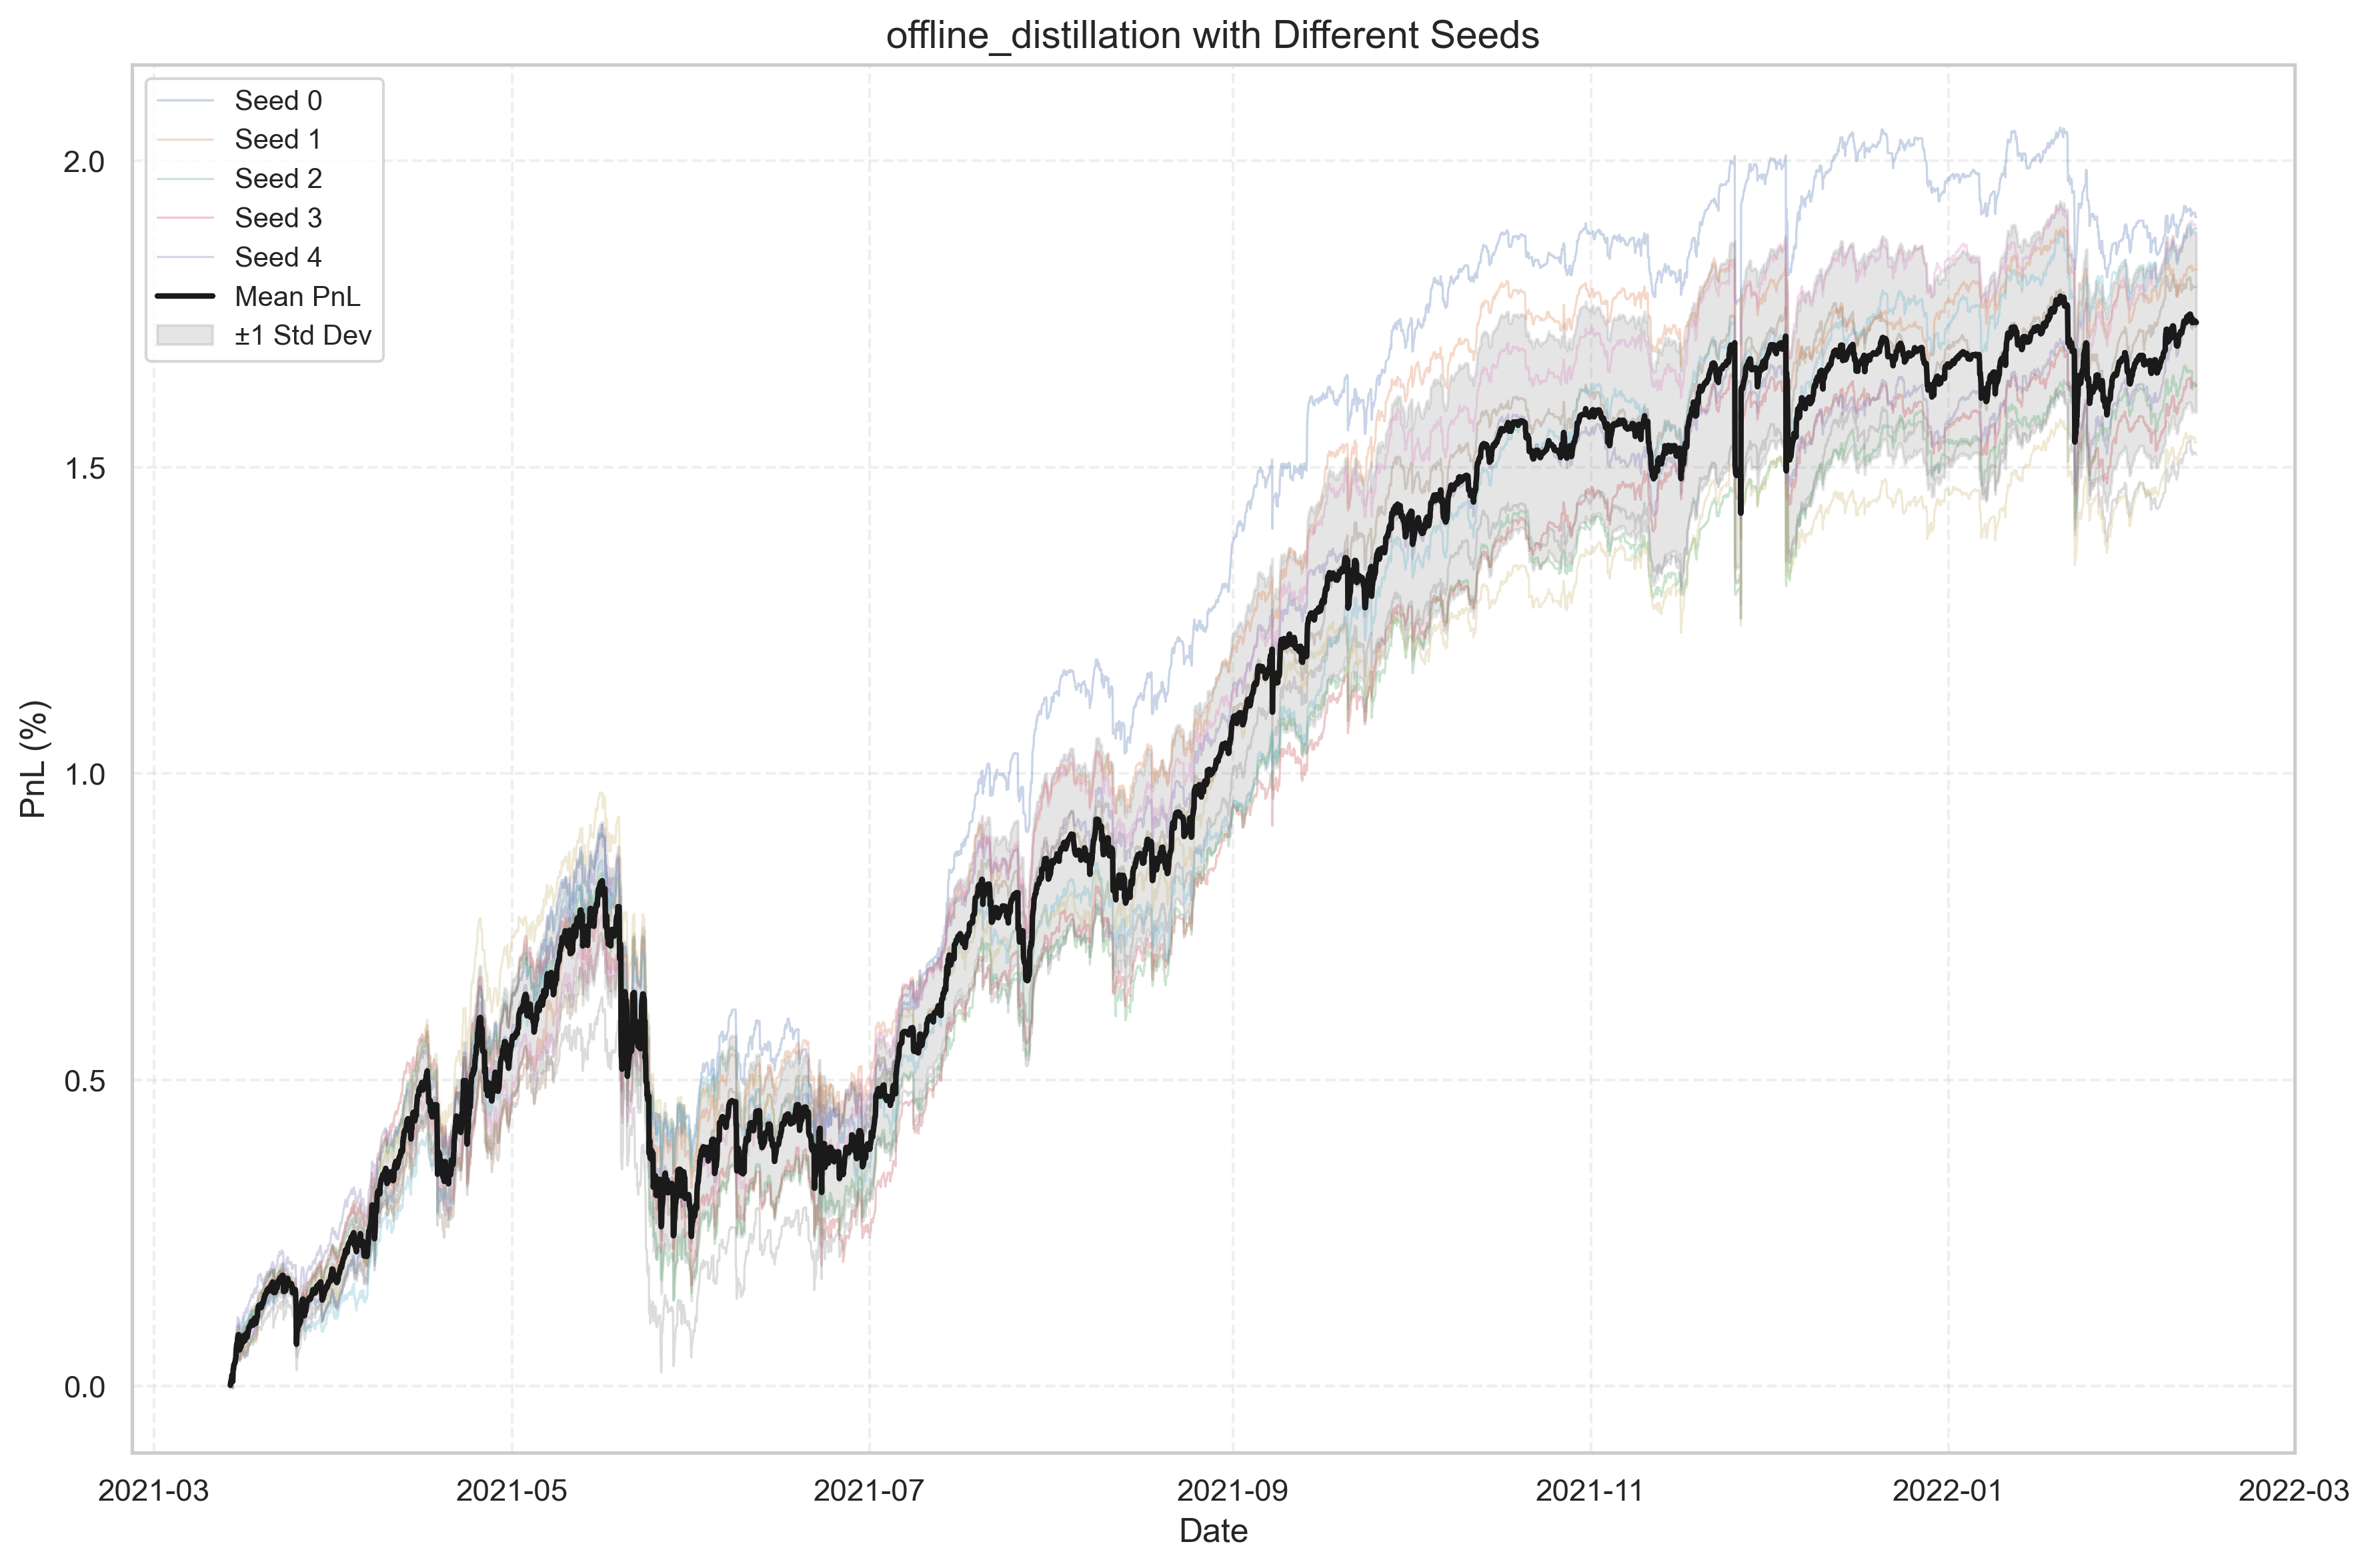 offline_distillation with Different Seeds
Seed 0
Seed 1
Seed 2
Seed 3
Seed 4
Mean PnL
±1 Std Dev
PnL (%)
2.0
1.5
1.0
0.5
0.0
2021-03
2021-05
2021-07
2021-09
2021-11
2022-01
2022-03
Date